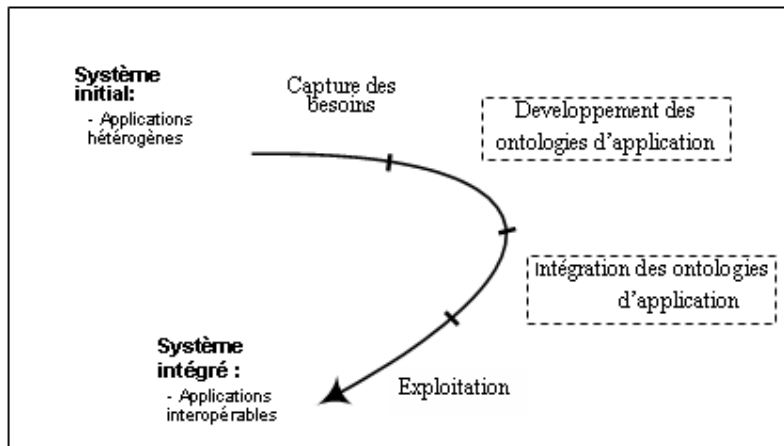 Système
initial:
- Applications
hétérogènes
Capture des
besoins
Developpement des
ontologies d'application
Intégration des ontologies
d'application
Exploitation
Système
intégré :
- Applications
interopérables